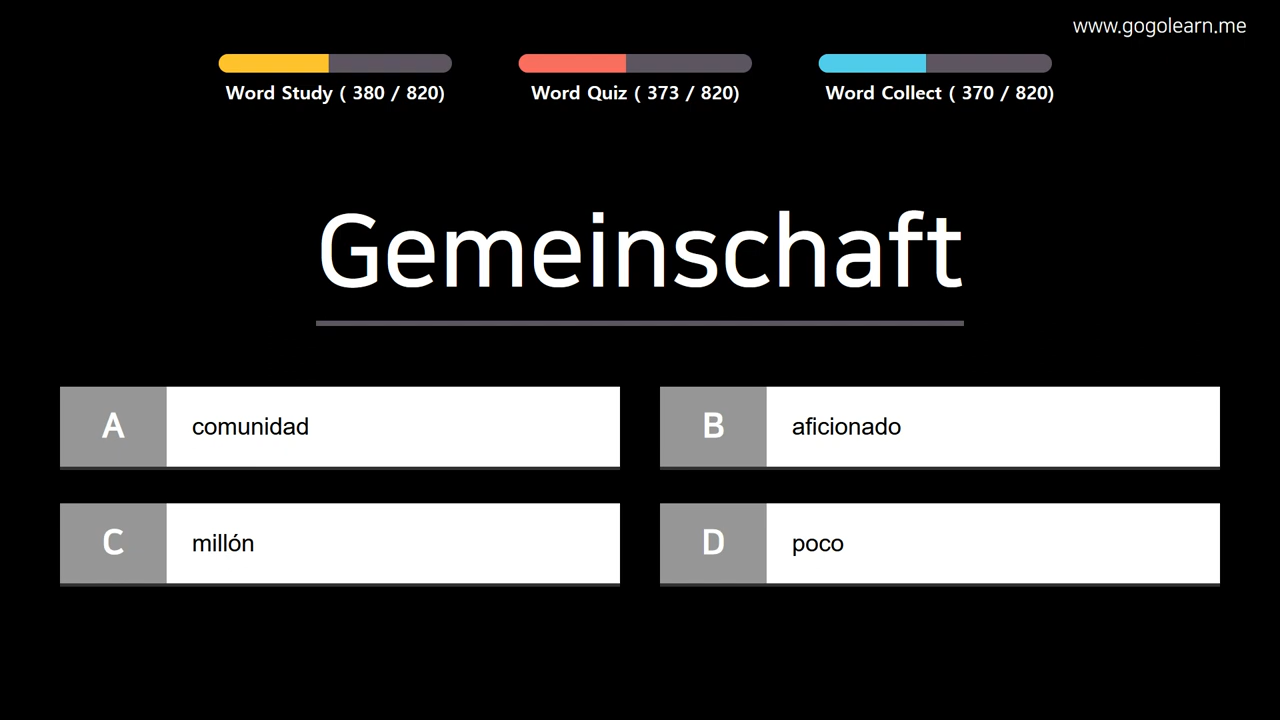 www.gogolearn.me
Word Study ( 380 / 820)
Word Quiz ( 373 / 820)
Word Collect ( 370 / 820)
Gemeinschaft
A comunidad
B aficionado
C millón
D poco